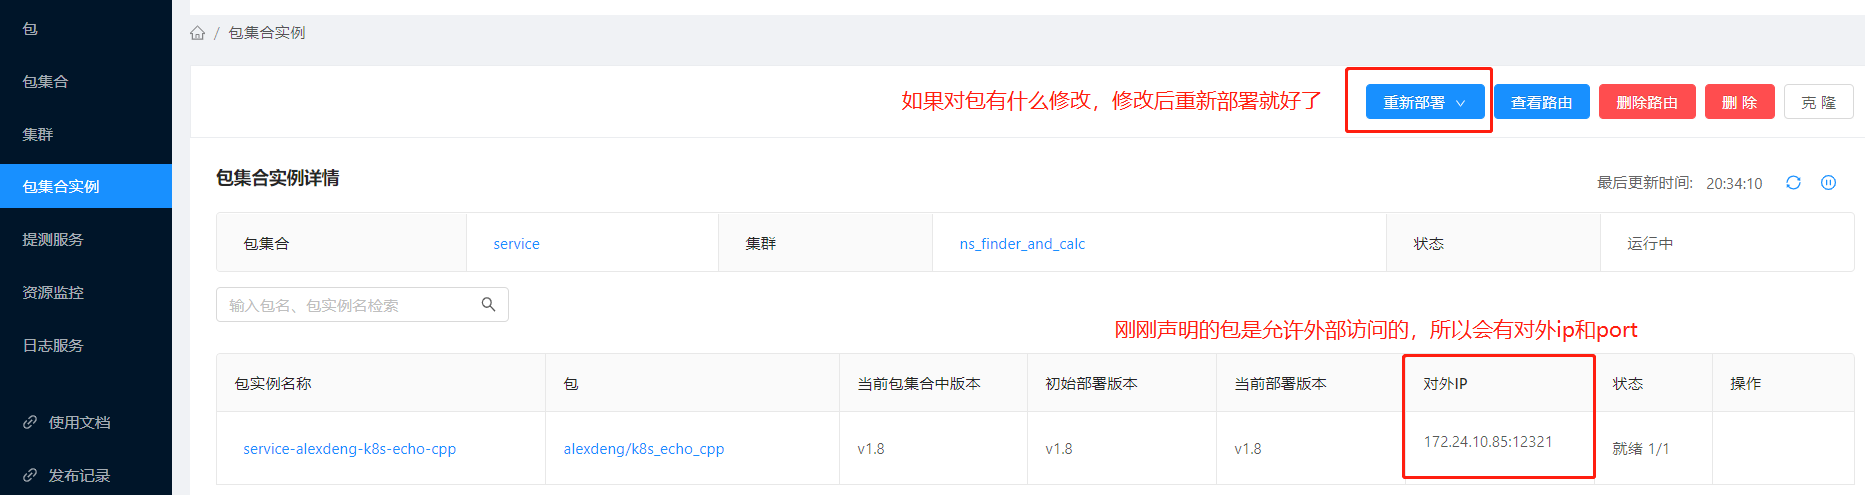 包
包集合
集群
包集合实例
提测服务
资源监控
日志服务
使用文档
发布记录
/ 包集合实例
如果对包有什么修改，修改后重新部署就好了
重新部署 查看路由 删除路由 删 除 克 隆
包集合实例详情
最后更新时间: 20:34:10
包集合 service 集群 ns_finder_and_calc 状态 运行中
输入包名、包实例名检索
刚刚声明的包是允许外部访问的，所以会有对外ip和port
包实例名称 包 当前包集合中版本 初始部署版本 当前部署版本 对外IP 状态 操作
service-alexdeng-k8s-echo-cpp alexdeng/k8s_echo_cpp v1.8 v1.8 v1.8 172.24.10.85:12321 就绪 1/1